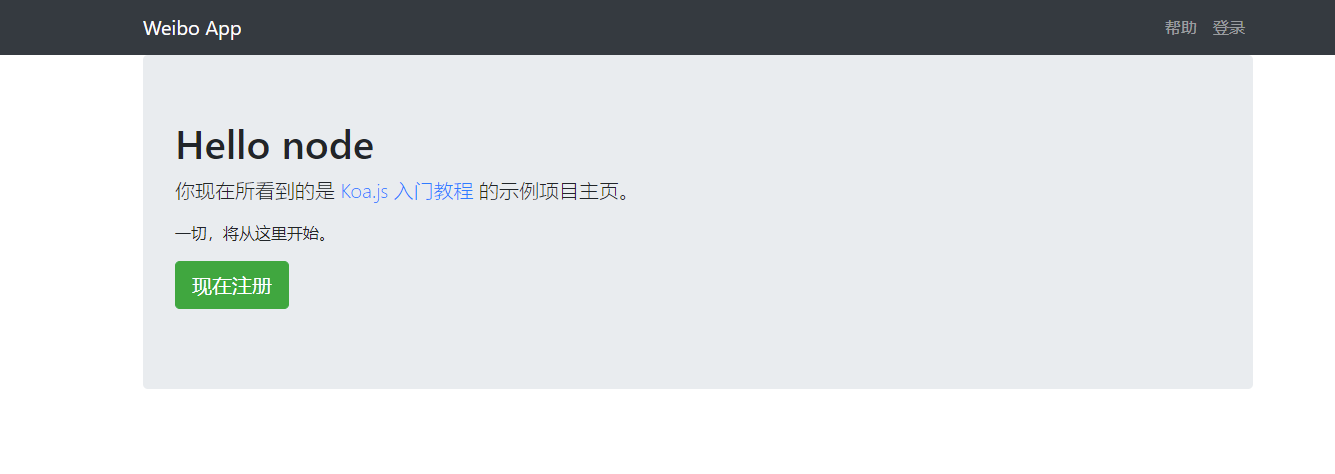 Weibo App
帮助 登录
Hello node
你现在所看到的是 Koa.js 入门教程 的示例项目主页。
一切，将从这里开始。
现在注册